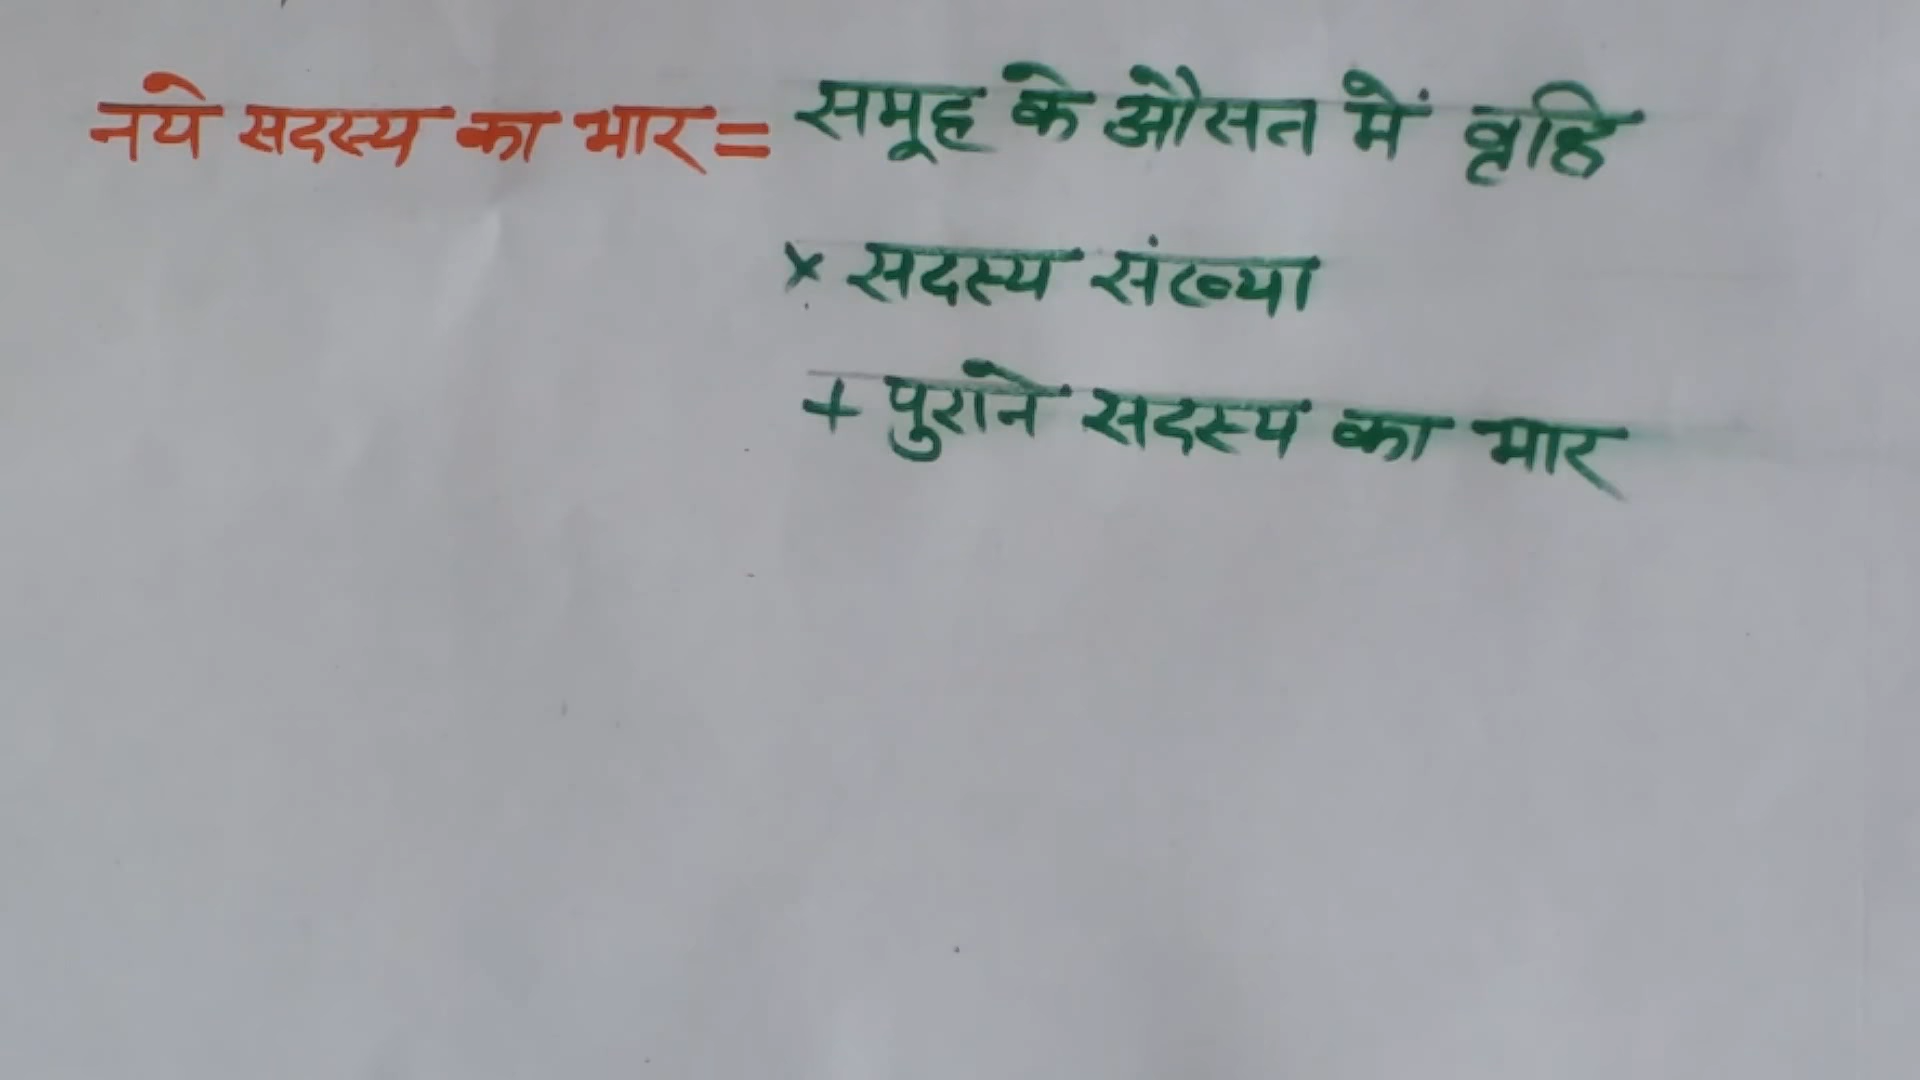 नये सदस्य का भार = समूह के औसत में वृद्धि
× सदस्य संख्या
+ पुराने सदस्य का भार